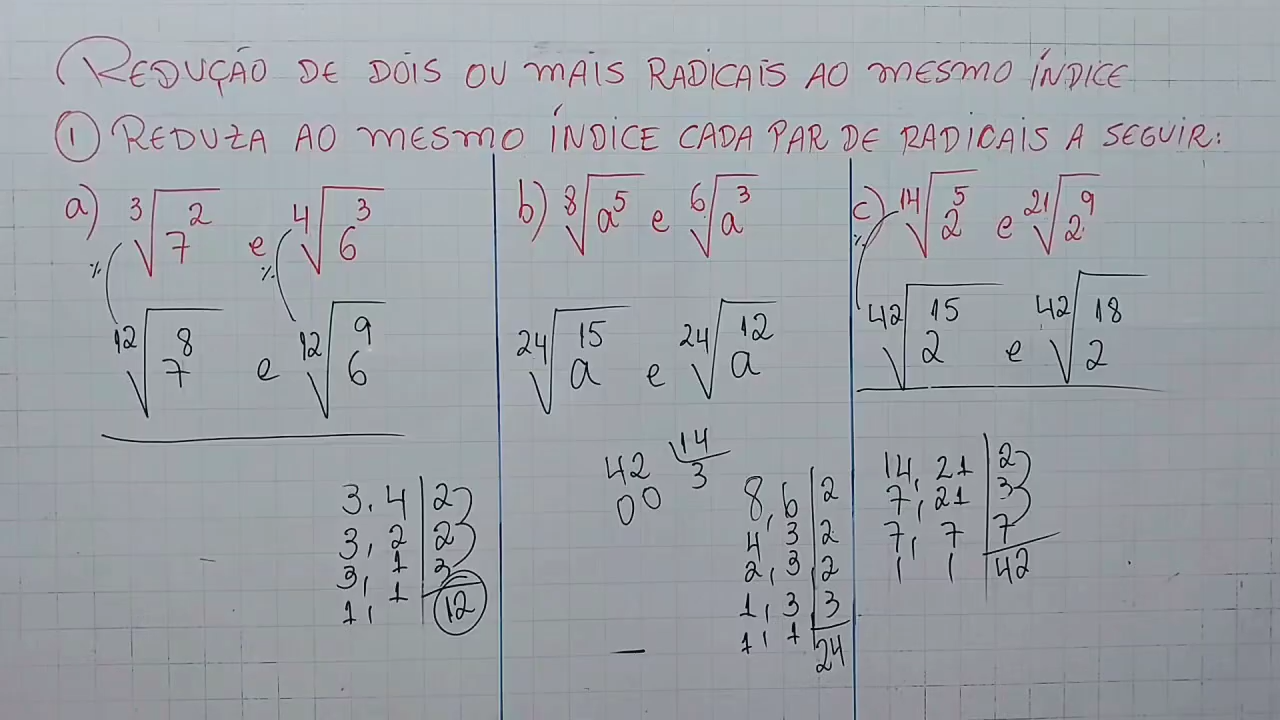 REDUÇÃO DE DOIS OU MAIS RADICAIS AO MESMO ÍNDICE
① REDUZA AO MESMO ÍNDICE CADA PAR DE RADICAIS A SEGUIR:
a) ³√7² e ⁴√6³
% %
¹²√7⁸ e ¹²√6⁹
3, 4 | 2
3, 2 | 2
3, 1 | 3
1, 1 | 12
b) ⁸√a⁵ e ⁶√a³
²⁴√a¹⁵ e ²⁴√a¹²
42 | 14
00 3
8, 6 | 2
4 3 | 2
2, 3, | 2
1, 3 | 3
1, 1 | 24
c) ¹⁴√2⁵ e ²¹√2⁹
%
⁴²√2¹⁵ e ⁴²√2¹⁸
14, 21 | 2
7, 21 | 3
7, 7 | 7
1 1 | 42